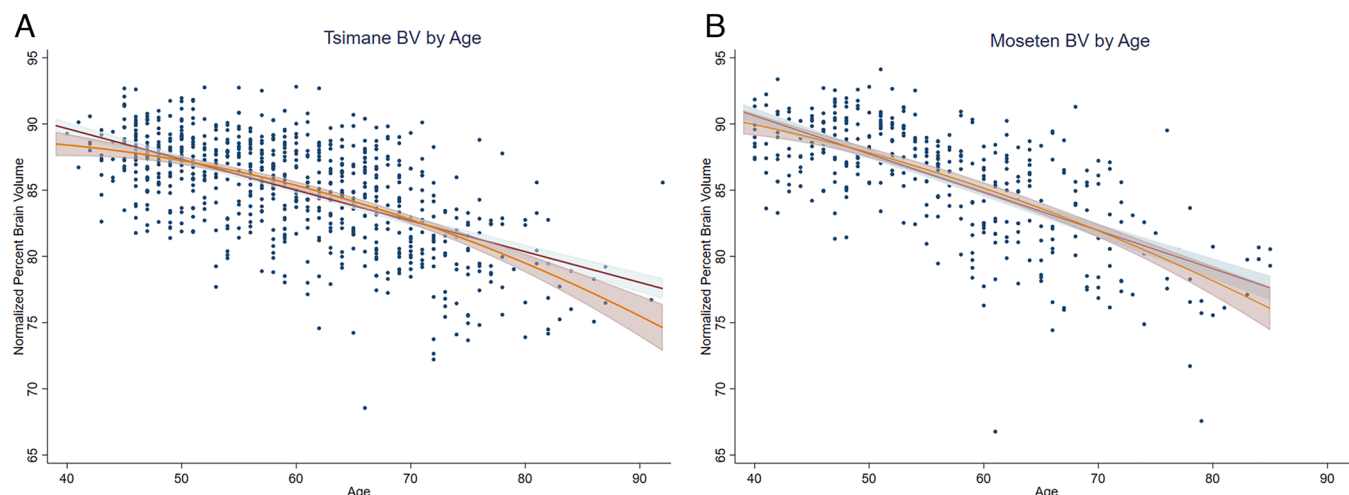 A
Tsimane BV by Age
Normalized Percent Brain Volume
95
90
85
80
75
70
65
40 50 60 70 80 90
Age
B
Moseten BV by Age
Normalized Percent Brain Volume
95
90
85
80
75
70
65
40 50 60 70 80 90
Age